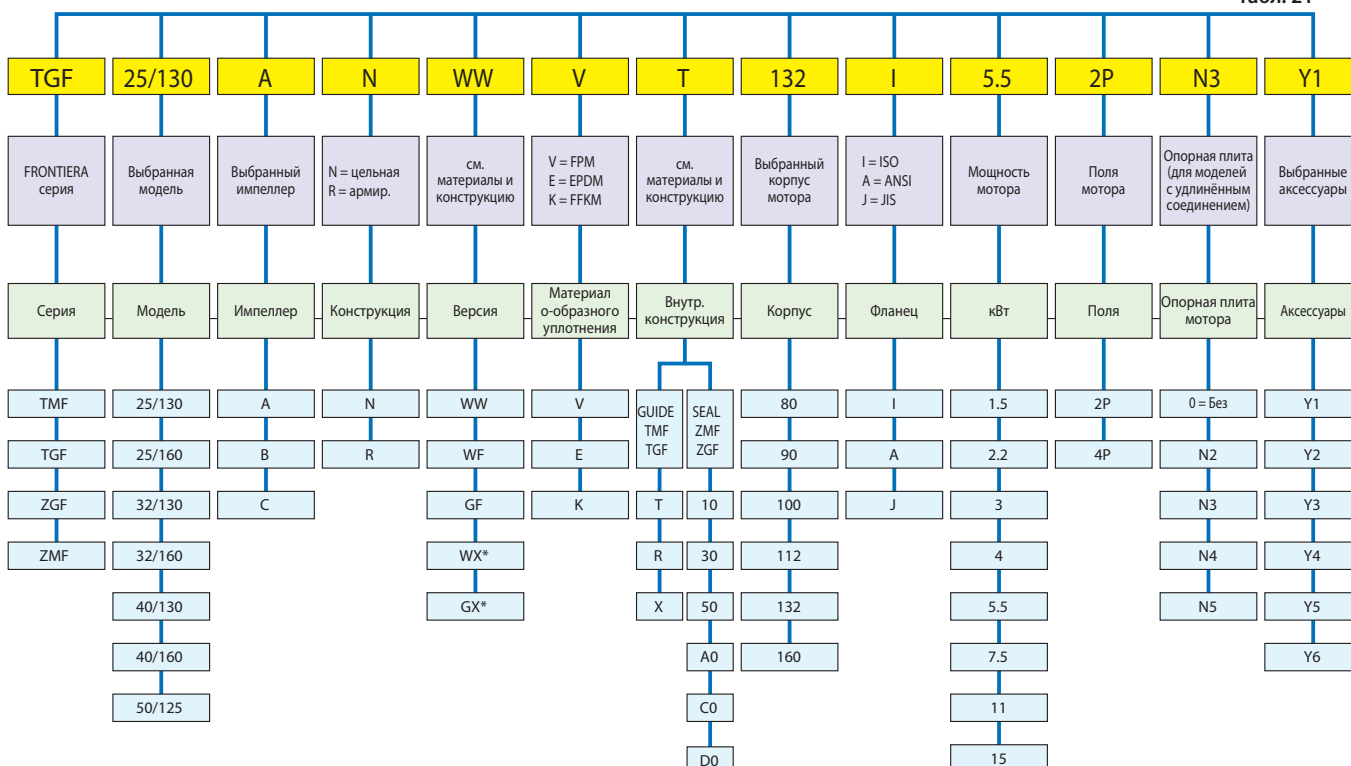 Табл. 21
TGF 25/130 A N WW V T 132 I 5.5 2P N3 Y1
FRONTIERA
серия
Выбранная
модель
Выбранный
импеллер
N = цельная
R = армир.
см.
материалы и
конструкцию
V = FPM
E = EPDM
K = FFKM
см.
материалы и
конструкцию
Выбранный
корпус
мотора
I = ISO
A = ANSI
J = JIS
Мощность
мотора
Поля
мотора
Опорная плита
(для моделей
с удлинённым
соединением)
Выбранные
аксессуары
Серия
Модель
Импеллер
Конструкция
Версия
Материал
о-образного
уплотнения
Внутр.
конструкция
Корпус
Фланец
кВт
Поля
Опорная плита
мотора
Аксессуары
TMF
TGF
ZGF
ZMF
25/130
25/160
32/130
32/160
40/130
40/160
50/125
A
B
C
N
R
WW
WF
GF
WX*
GX*
V
E
K
GUIDE
TMF
TGF
T
R
X
SEAL
ZMF
ZGF
10
30
50
A0
C0
D0
80
90
100
112
132
160
I
A
J
1.5
2.2
3
4
5.5
7.5
11
15
2P
4P
0 = Без
N2
N3
N4
N5
Y1
Y2
Y3
Y4
Y5
Y6